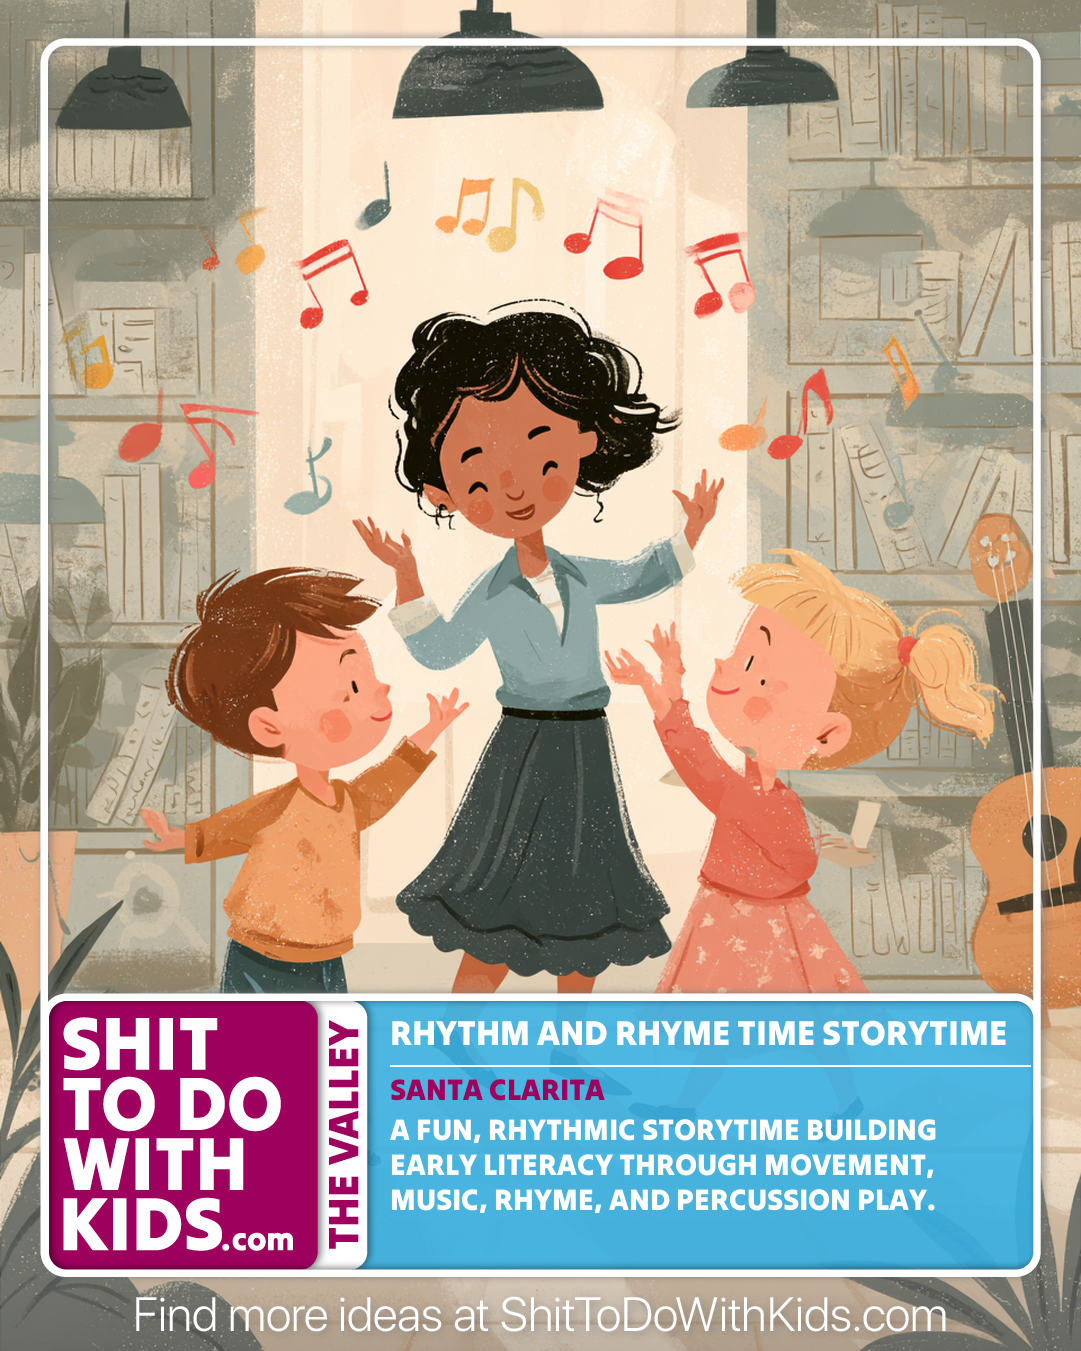 SHIT
TO DO
WITH
KIDS.com
THE VALLEY
RHYTHM AND RHYME TIME STORYTIME
SANTA CLARITA
A FUN, RHYTHMIC STORYTIME BUILDING
EARLY LITERACY THROUGH MOVEMENT,
MUSIC, RHYME, AND PERCUSSION PLAY.
Find more ideas at ShitToDoWithKids.com